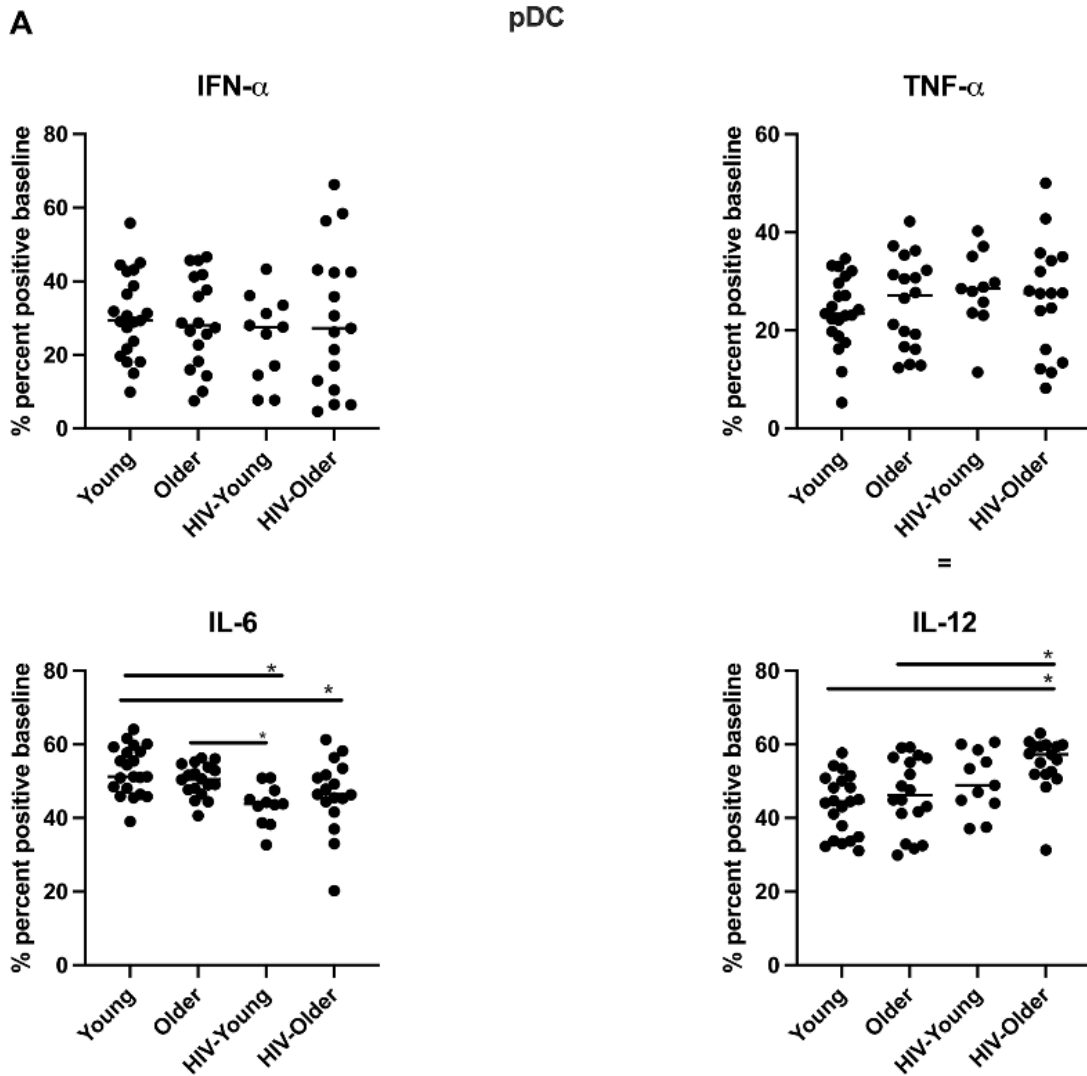 A
pDC
IFN-α
% percent positive baseline
80
60
40
20
0
Young
Older
HIV-Young
HIV-Older
TNF-α
% percent positive baseline
60
40
20
0
Young
Older
HIV-Young
HIV-Older
=
IL-6
% percent positive baseline
80
60
40
20
0
*
*
*
Young
Older
HIV-Young
HIV-Older
IL-12
% percent positive baseline
80
60
40
20
0
*
*
Young
Older
HIV-Young
HIV-Older